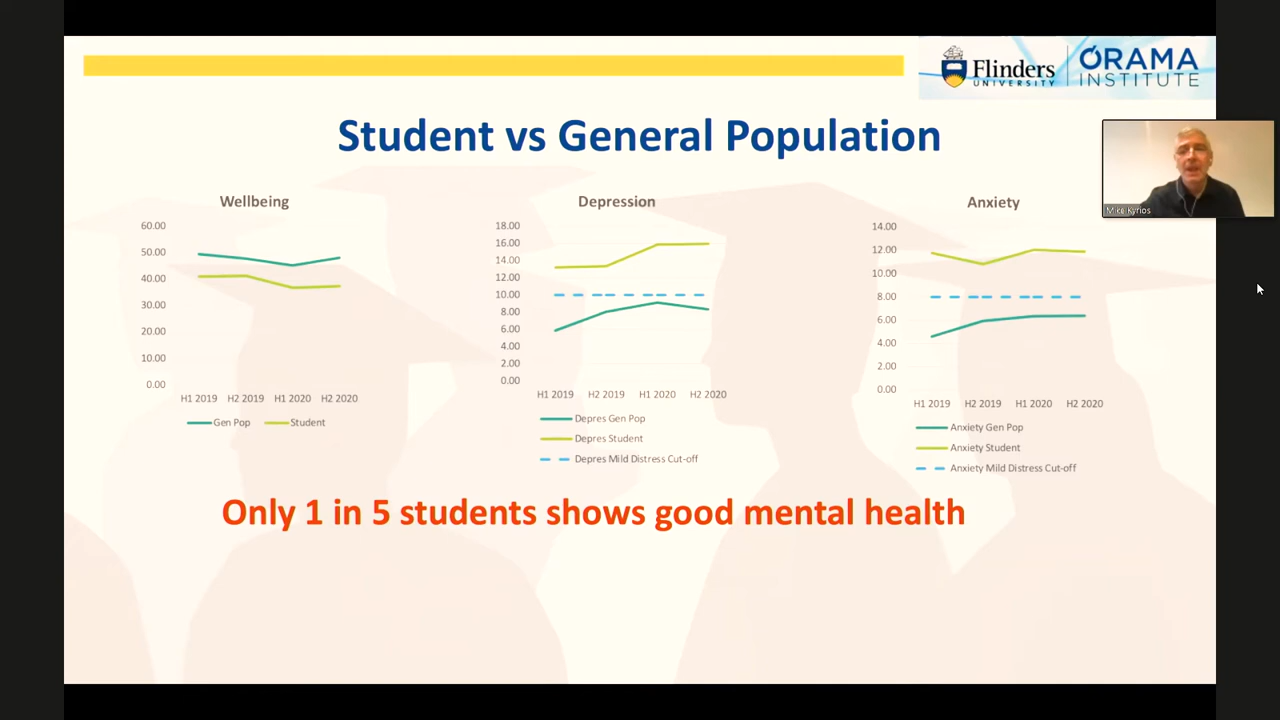 Flinders
UNIVERSITY
ÓRAMA
INSTITUTE
Student vs General Population
Mike Kyrios
Wellbeing
60.00
50.00
40.00
30.00
20.00
10.00
0.00
H1 2019 H2 2019 H1 2020 H2 2020
Gen Pop Student
Depression
18.00
16.00
14.00
12.00
10.00
8.00
6.00
4.00
2.00
0.00
H1 2019 H2 2019 H1 2020 H2 2020
Depres Gen Pop
Depres Student
Depres Mild Distress Cut-off
Anxiety
14.00
12.00
10.00
8.00
6.00
4.00
2.00
0.00
H1 2019 H2 2019 H1 2020 H2 2020
Anxiety Gen Pop
Anxiety Student
Anxiety Mild Distress Cut-off
Only 1 in 5 students shows good mental health